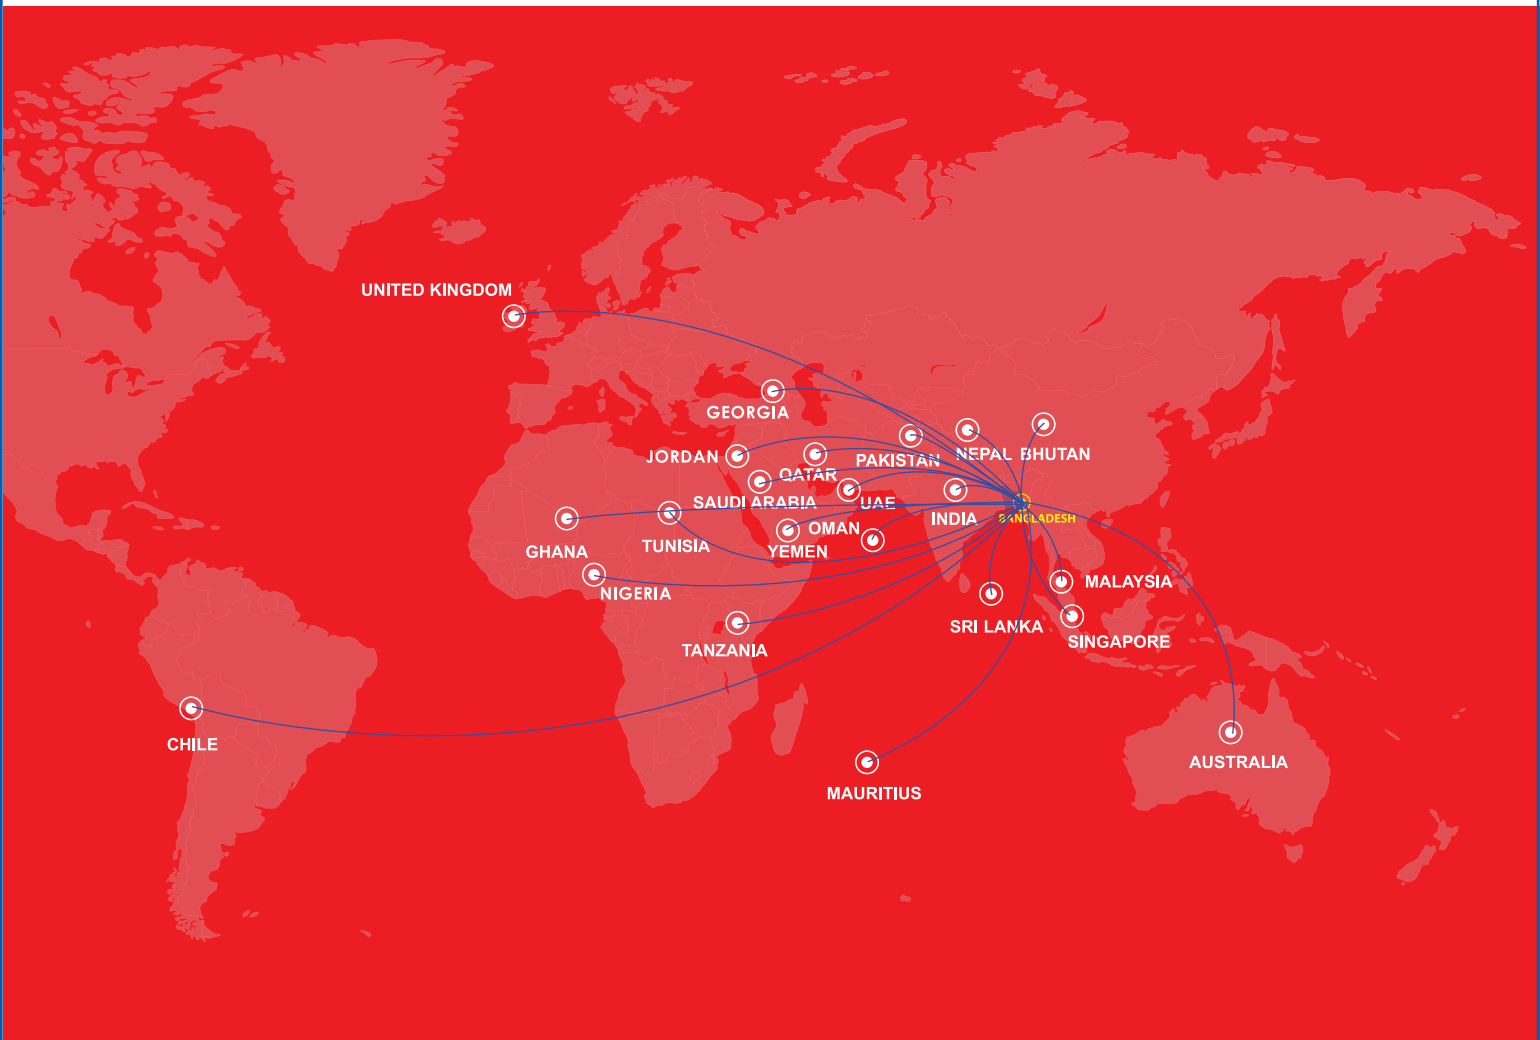 UNITED KINGDOM
GEORGIA
JORDAN
QATAR
PAKISTAN
NEPAL
BHUTAN
SAUDI ARABIA
UAE
INDIA
BANGLADESH
GHANA
TUNISIA
YEMEN
OMAN
NIGERIA
MALAYSIA
SRI LANKA
SINGAPORE
TANZANIA
CHILE
AUSTRALIA
MAURITIUS